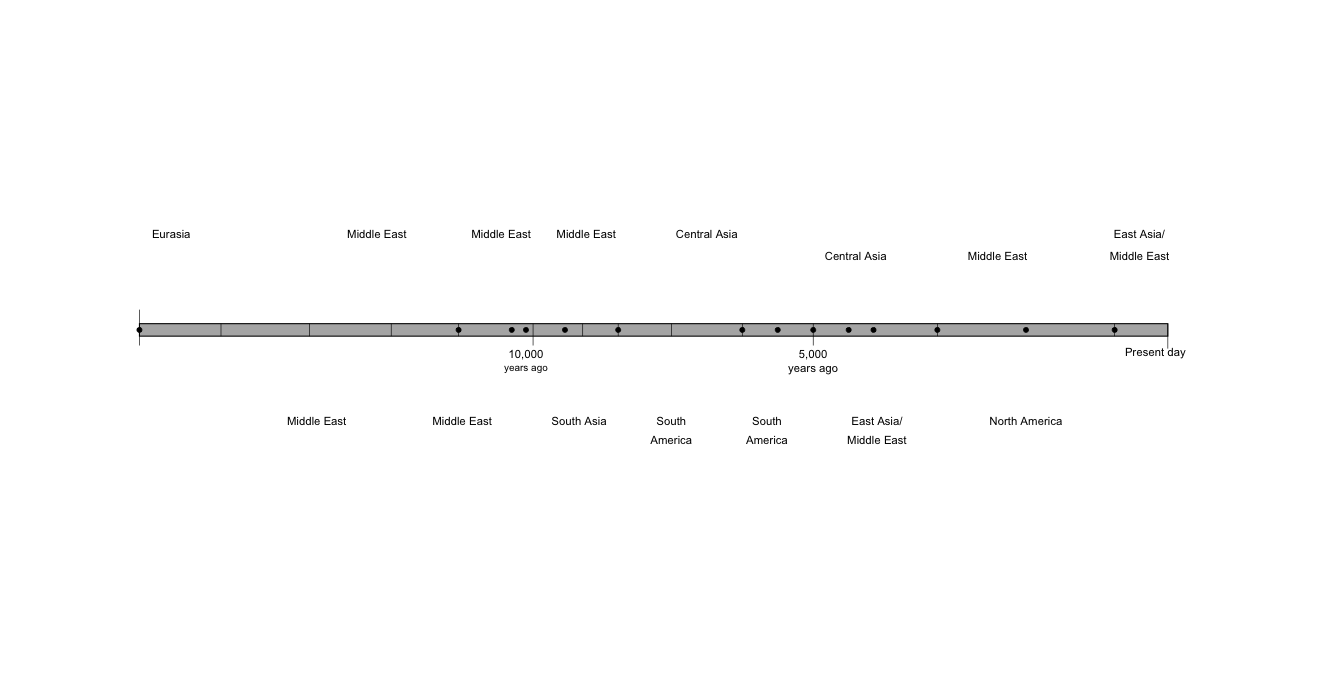 Eurasia
Middle East
Middle East
Middle East
Central Asia
East Asia/
Middle East
Central Asia
Middle East
10,000
years ago
5,000
years ago
Present day
Middle East
Middle East
South Asia
South
America
South
America
East Asia/
Middle East
North America